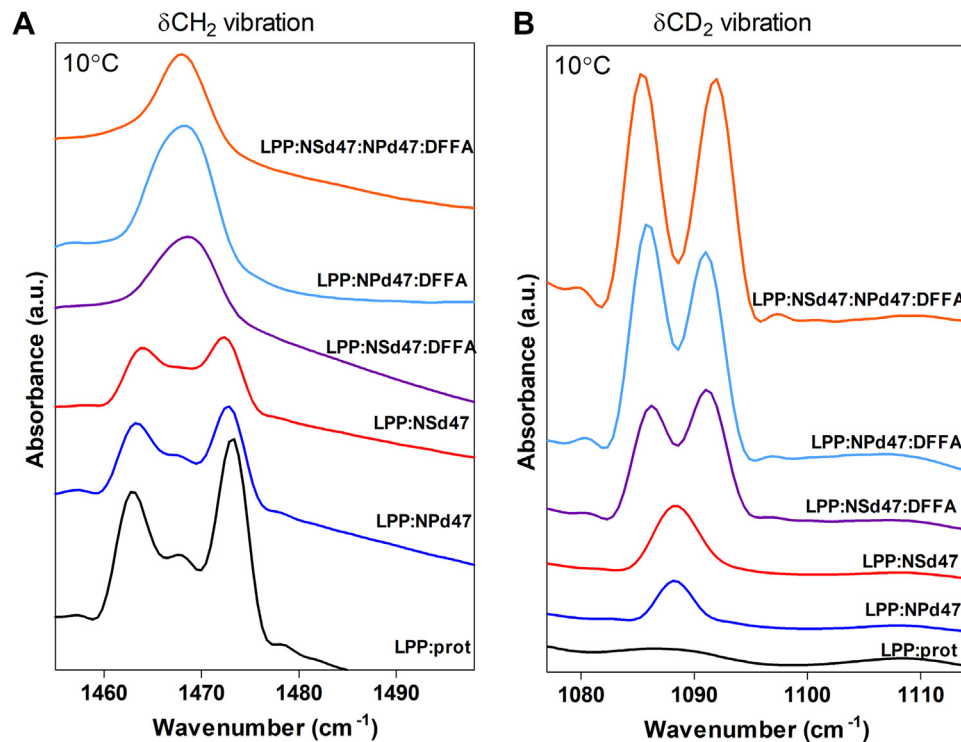 A
δCH2 vibration
10°C
LPP:NSd47:NPd47:DFFA
LPP:NPd47:DFFA
LPP:NSd47:DFFA
LPP:NSd47
LPP:NPd47
LPP:prot
Absorbance (a.u.)
1460 1470 1480 1490
Wavenumber (cm-1)
B
δCD2 vibration
10°C
LPP:NSd47:NPd47:DFFA
LPP:NPd47:DFFA
LPP:NSd47:DFFA
LPP:NSd47
LPP:NPd47
LPP:prot
Absorbance (a.u.)
1080 1090 1100 1110
Wavenumber (cm-1)